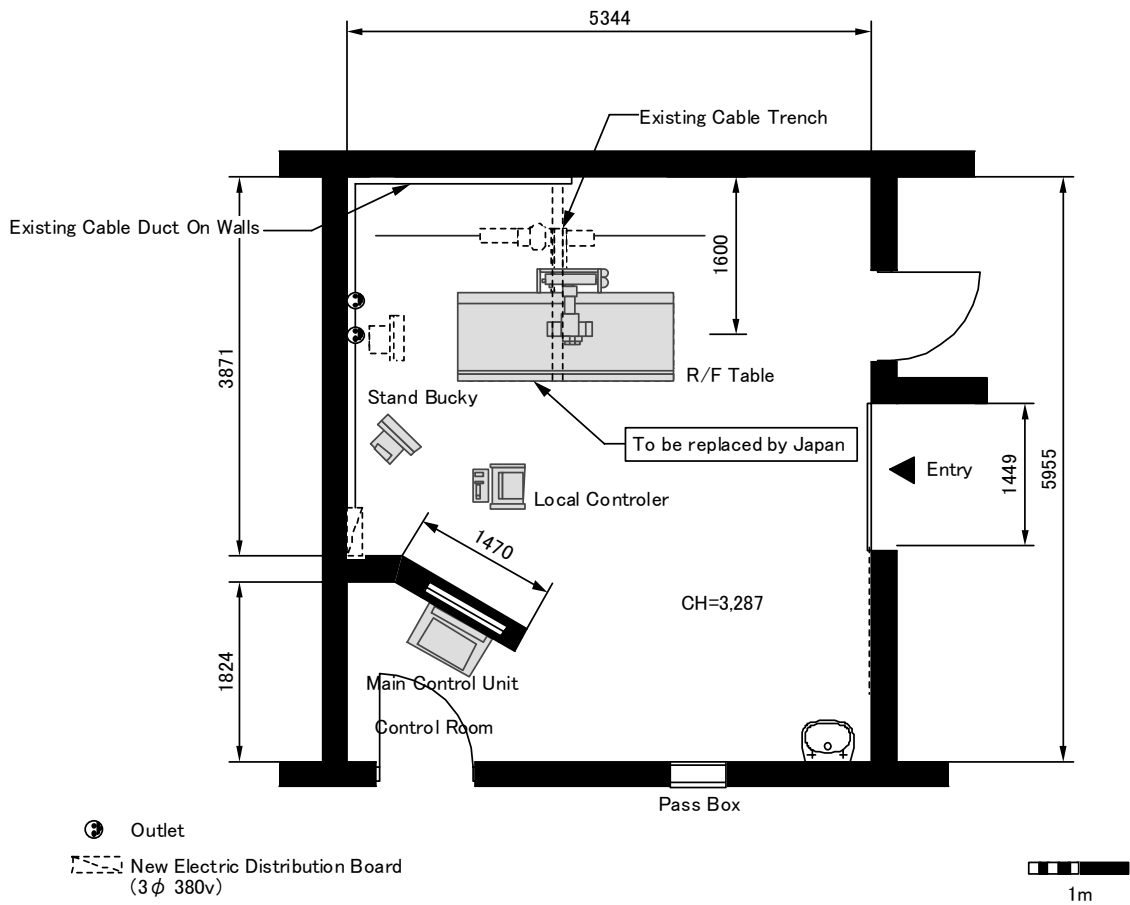 5344
Existing Cable Trench
Existing Cable Duct On Walls
1600
3871
R/F Table
Stand Bucky
To be replaced by Japan
Entry
1449
5955
Local Controler
1470
CH=3,287
1824
Main Control Unit
Control Room
Pass Box
Outlet
New Electric Distribution Board
(3φ 380v)
1m